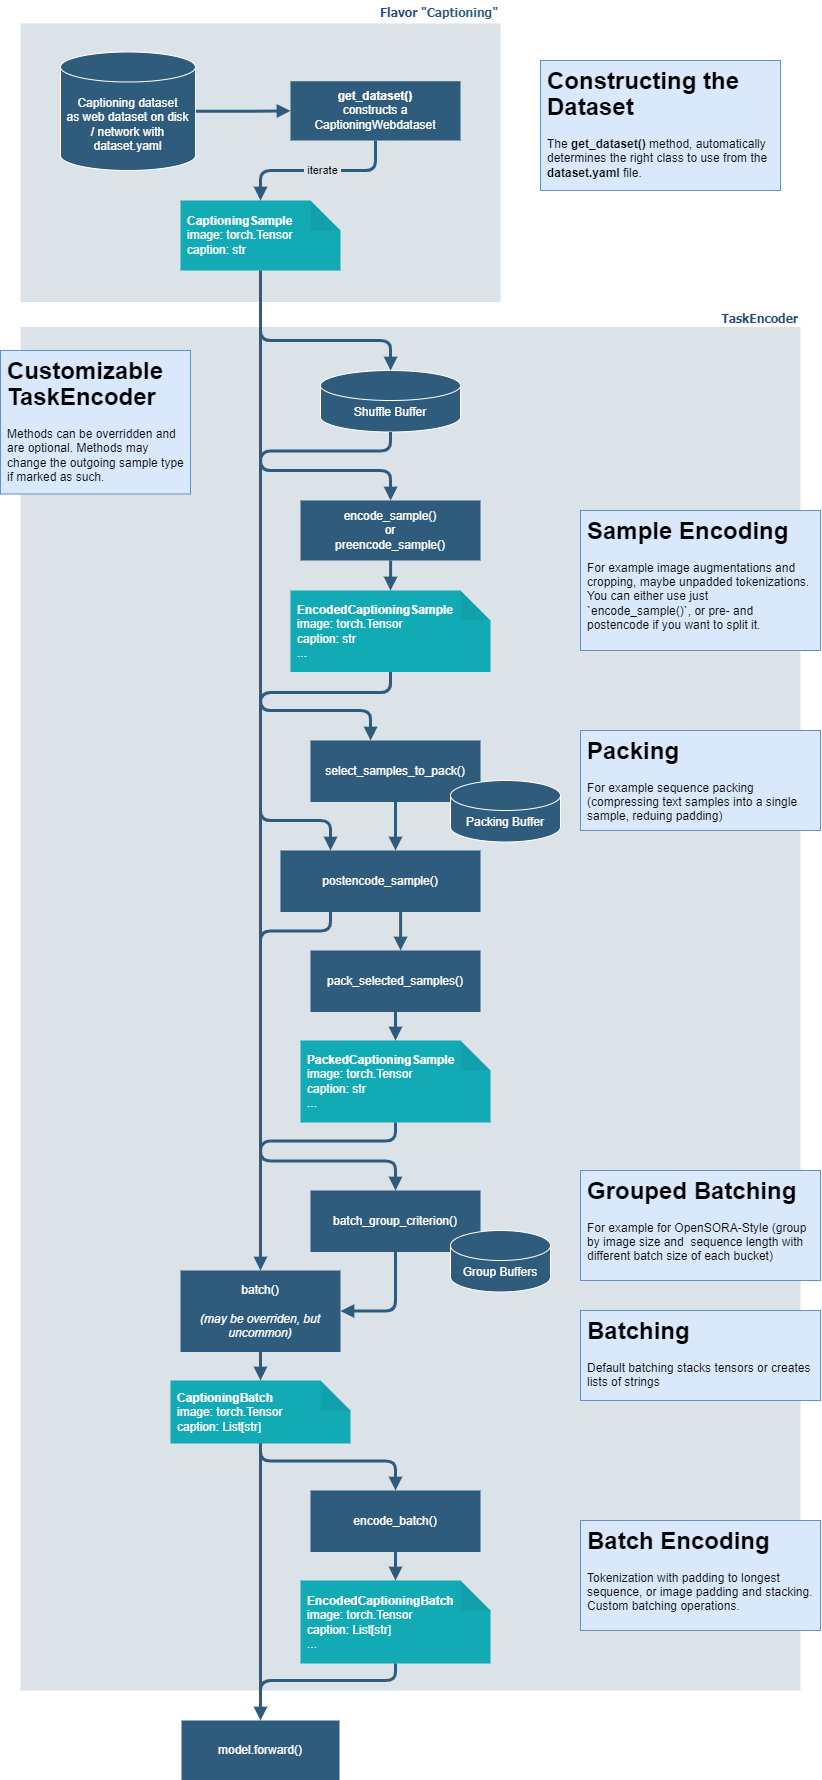 Flavor "Captioning"
Captioning dataset
as web dataset on disk
/ network with
dataset.yaml
get_dataset()
constructs a
CaptioningWebdataset
Constructing the
Dataset
The get_dataset() method, automatically
determines the right class to use from the
dataset.yaml file.
iterate
CaptioningSample
image: torch.Tensor
caption: str
TaskEncoder
Customizable
TaskEncoder
Methods can be overridden and
are optional. Methods may
change the outgoing sample type
if marked as such.
Shuffle Buffer
encode_sample()
or
preencode_sample()
Sample Encoding
For example image augmentations and
cropping, maybe unpadded tokenizations.
You can either use just
`encode_sample()`, or pre- and
postencode if you want to split it.
EncodedCaptioningSample
image: torch.Tensor
caption: str
...
select_samples_to_pack()
Packing Buffer
Packing
For example sequence packing
(compressing text samples into a single
sample, reduing padding)
postencode_sample()
pack_selected_samples()
PackedCaptioningSample
image: torch.Tensor
caption: str
...
batch_group_criterion()
Group Buffers
Grouped Batching
For example for OpenSORA-Style (group
by image size and  sequence length with
different batch size of each bucket)
batch()
(may be overriden, but
uncommon)
Batching
Default batching stacks tensors or creates
lists of strings
CaptioningBatch
image: torch.Tensor
caption: List[str]
encode_batch()
Batch Encoding
Tokenization with padding to longest
sequence, or image padding and stacking.
Custom batching operations.
EncodedCaptioningBatch
image: torch.Tensor
caption: List[str]
...
model.forward()